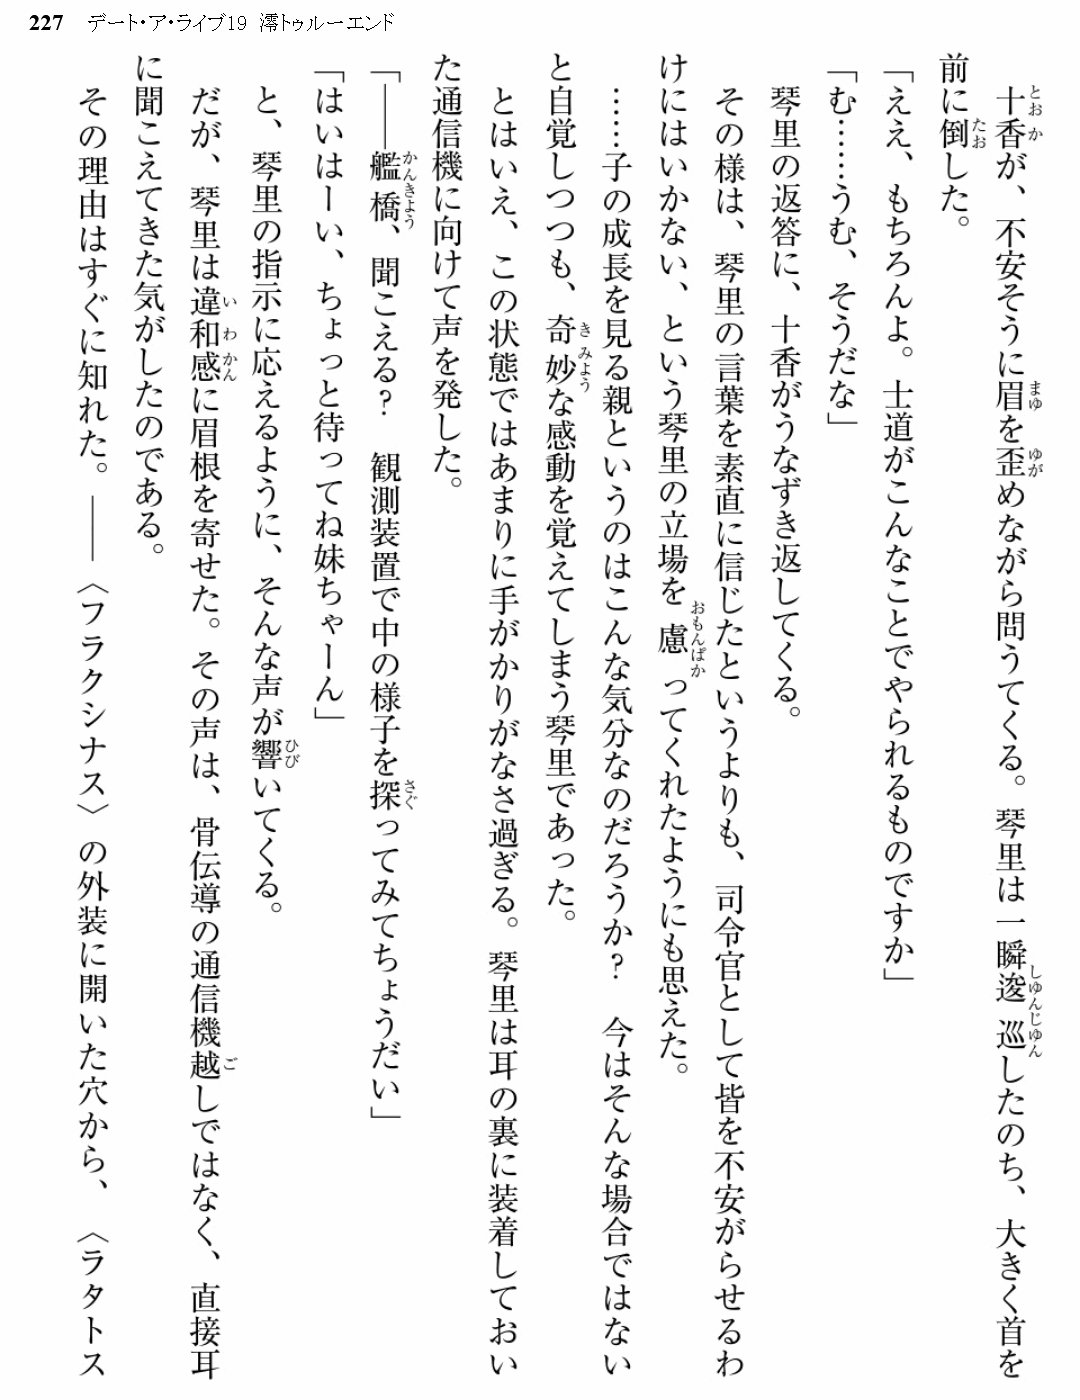 227 デート・ア・ライブ19 澪トゥルーエンド
十香が、不安そうに眉を歪めながら問うてくる。琴里は一瞬逡巡したのち、大きく首を
前に倒した。
「ええ、もちろんよ。士道がこんなことでやられるものですか」
「む……うむ、そうだな」
琴里の返答に、十香がうなずき返してくる。
その様は、琴里の言葉を素直に信じたというよりも、司令官として皆を不安がらせるわ
けにはいかない、という琴里の立場を慮ってくれたようにも思えた。
……子の成長を見る親というのはこんな気分なのだろうか？　今はそんな場合ではない
と自覚しつつも、奇妙な感動を覚えてしまう琴里であった。
とはいえ、この状態ではあまりに手がかりがなさ過ぎる。琴里は耳の裏に装着しておい
た通信機に向けて声を発した。
「――艦橋、聞こえる？　観測装置で中の様子を探ってみてちょうだい」
「はいはーい、ちょっと待ってね妹ちゃーん」
と、琴里の指示に応えるように、そんな声が響いてくる。
だが、琴里は違和感に眉根を寄せた。その声は、骨伝導の通信機越しではなく、直接耳
に聞こえてきた気がしたのである。
その理由はすぐに知れた。――〈フラクシナス〉の外装に開いた穴から、〈ラタトス